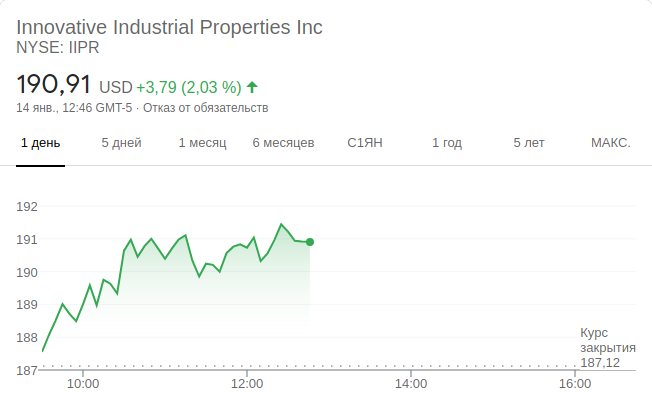 Innovative Industrial Properties Inc
NYSE: IIPR
190,91 USD +3,79 (2,03 %)
14 янв., 12:46 GMT-5 · Отказ от обязательств
1 день 5 дней 1 месяц 6 месяцев С1ЯН 1 год 5 лет МАКС.
192
191
190
189
188
Курс
закрытия
187,12
187
10:00 12:00 14:00 16:00